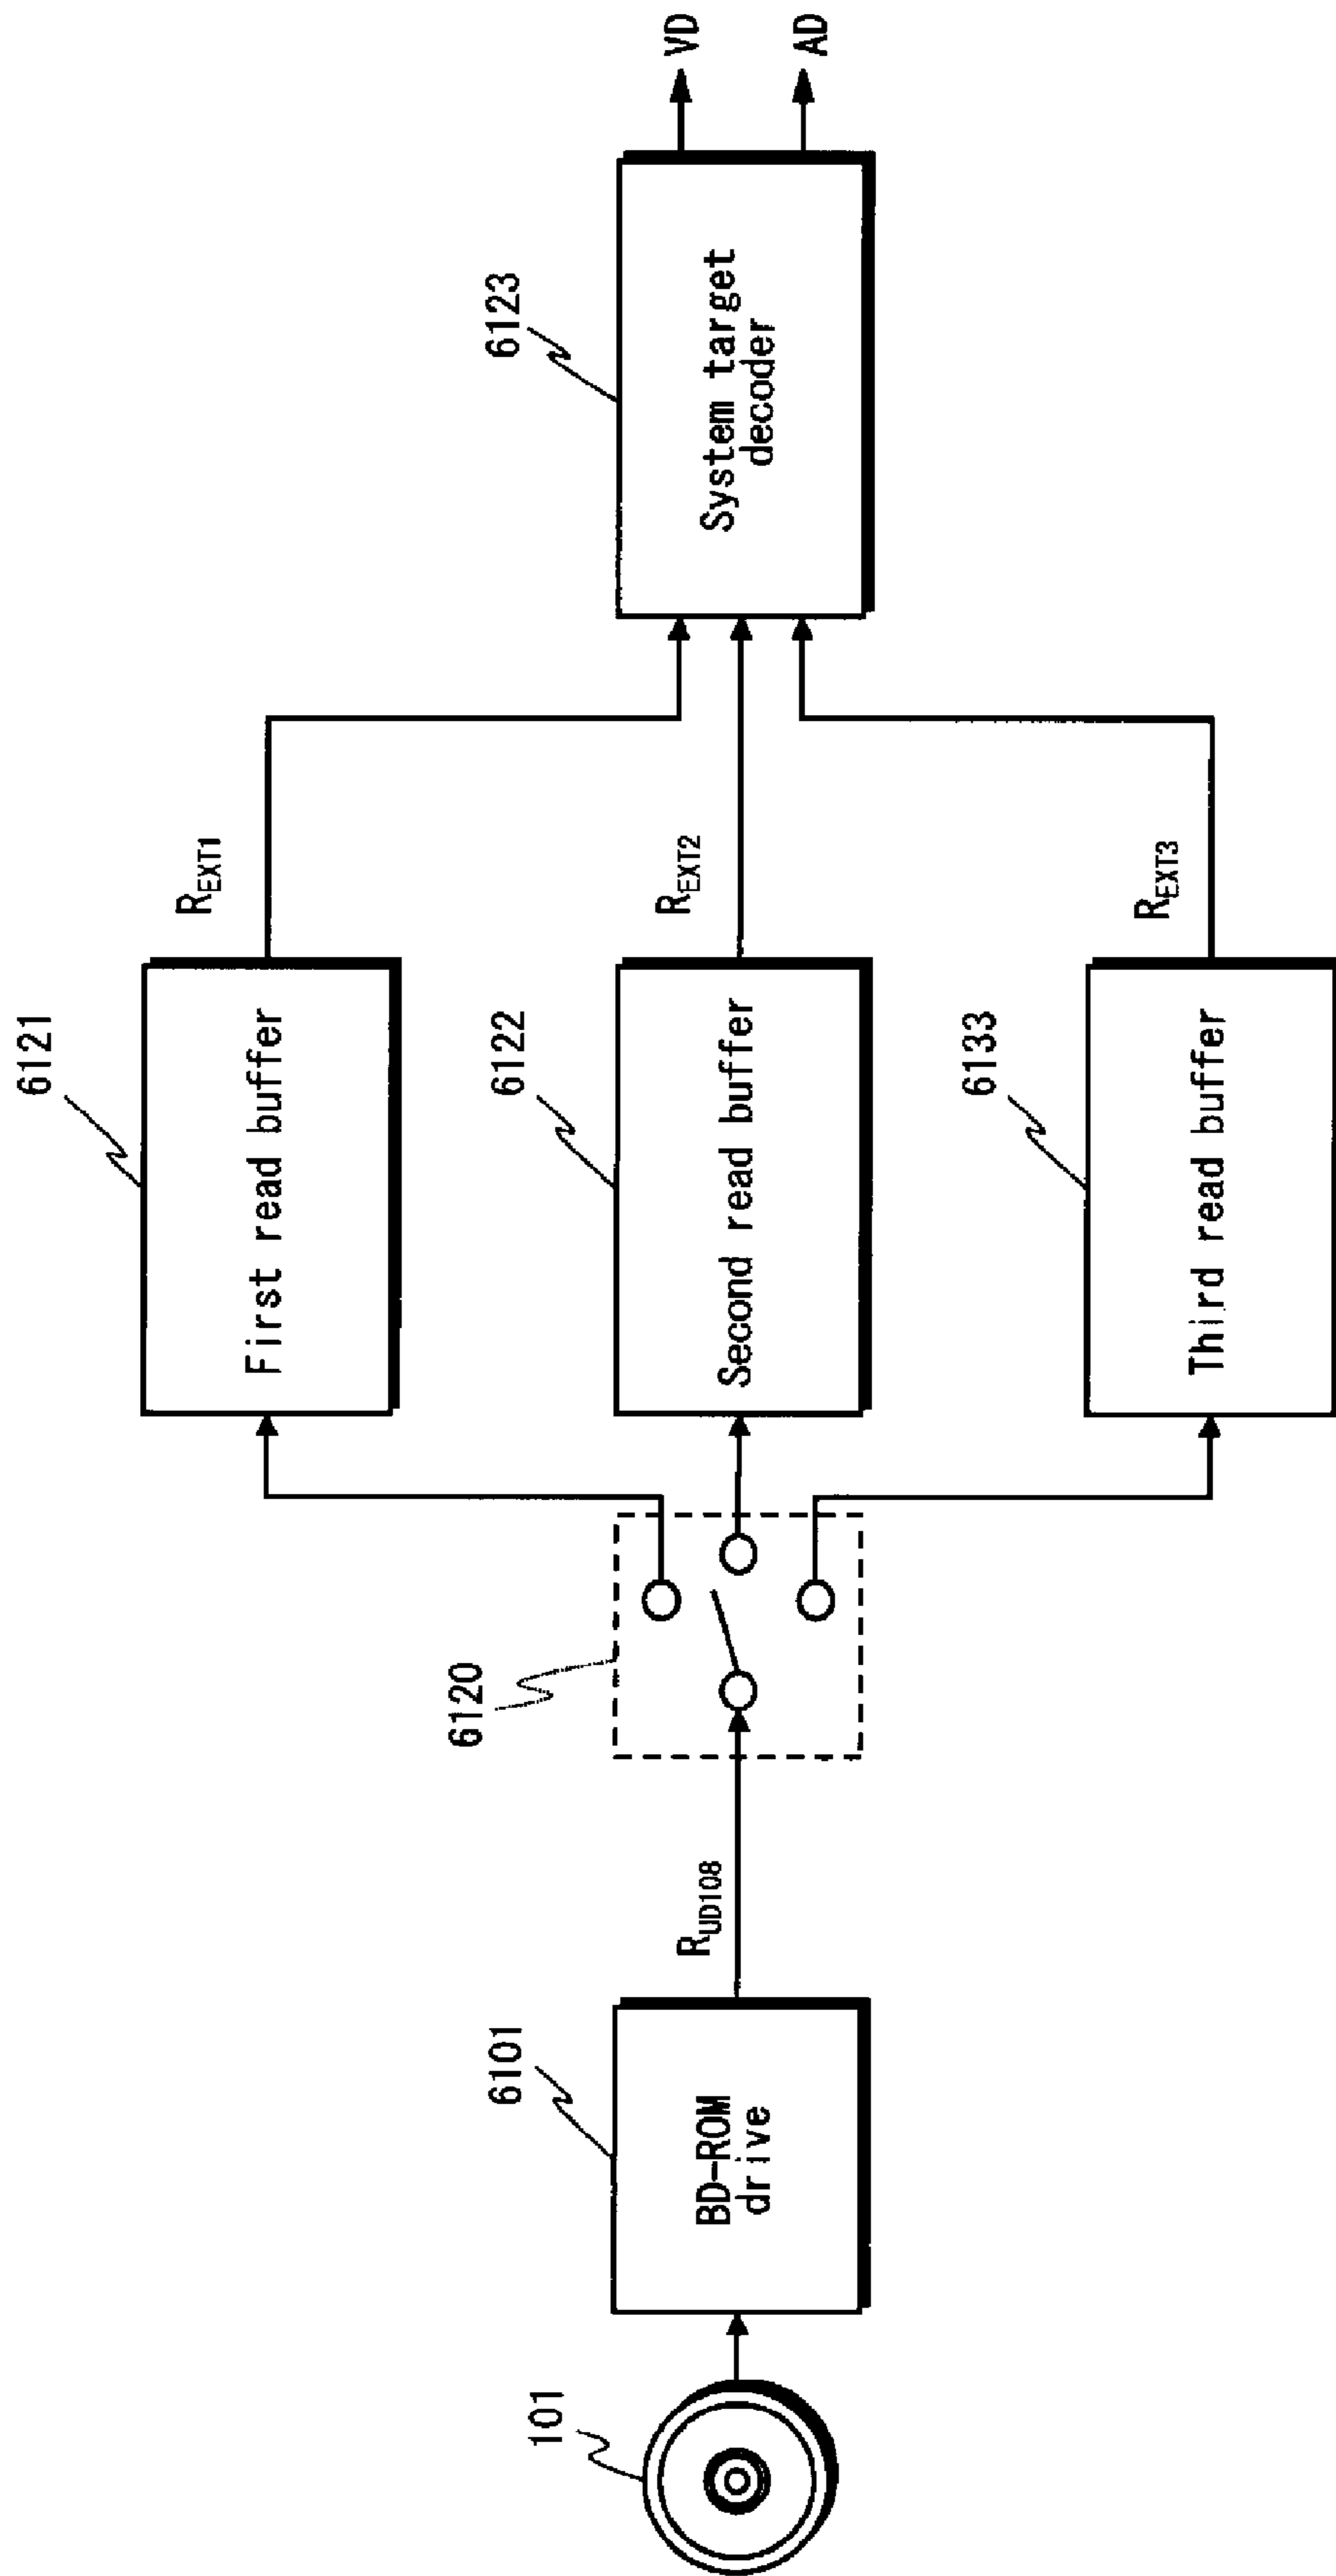 101
6101
BD-ROM
drive
R_UD108
6120
6121
First read buffer
R_EXT1
6122
Second read buffer
R_EXT2
6133
Third read buffer
R_EXT3
6123
System target
decoder
VD
AD